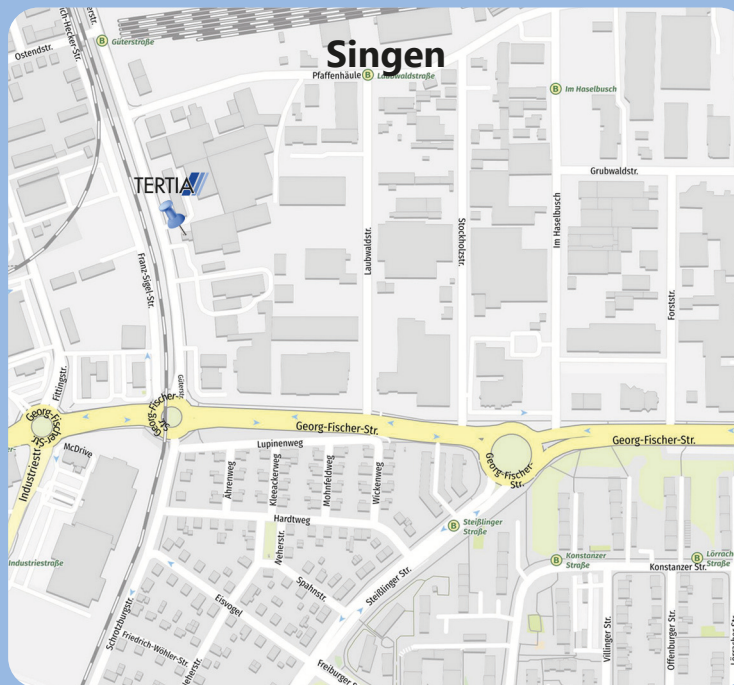 Singen
Ostendstr.
Güterstraße
Pfaffenhäule
Laubwaldstraße
Im Haselbusch
Grubwaldstr.
TERTIA
Franz-Sigel-Str.
Laubwaldstr.
Stockholzstr.
Im Haselbusch
Forststr.
Fittingstr.
Güterstr.
Georg-Fischer-Str.
Georg-Fischer-Str.
Georg-Fischer-Str.
Georg-Fischer-Str.
Georg-Fischer-
Str.
Industriestr.
McDrive
Lupinenweg
Ährenweg
Kleeackerweg
Mohnfeldweg
Wickenweg
Hardtweg
Steißlinger
Straße
Industriestraße
Konstanzer
Straße
Konstanzer Str.
Straße
Spahnstr.
Steißlinger Str.
Eisvogel
Schrotzburgstr.
Friedrich-Wöhler-Str.
Villinger Str.
Offenburger Str.